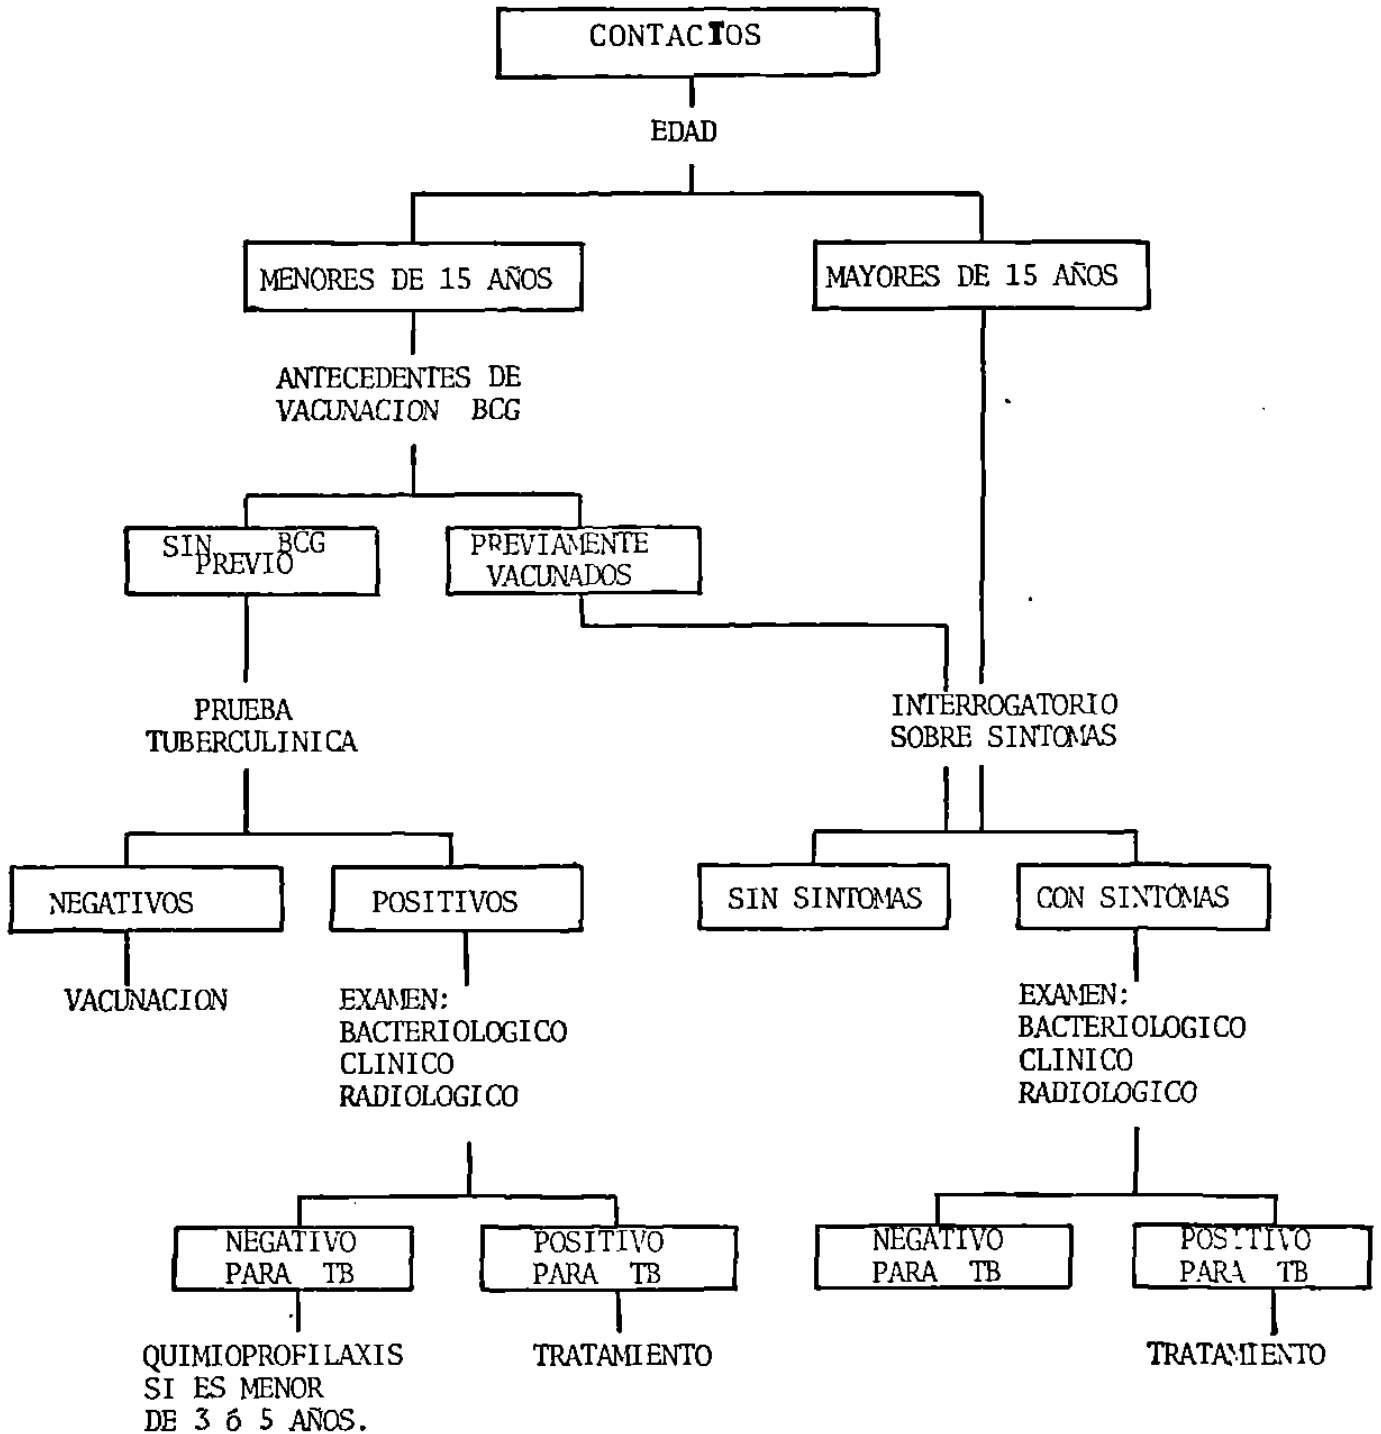 CONTACTOS
EDAD
MENORES DE 15 AÑOS
MAYORES DE 15 AÑOS
ANTECEDENTES DE
VACUNACION BCG
SIN BCG
PREVIO
PREVIAMENTE
VACUNADOS
PRUEBA
TUBERCULINICA
INTERROGATORIO
SOBRE SINTOMAS
NEGATIVOS
POSITIVOS
SIN SINTOMAS
CON SINTOMAS
VACUNACION
EXAMEN:
BACTERIOLOGICO
CLINICO
RADIOLOGICO
EXAMEN:
BACTERIOLOGICO
CLINICO
RADIOLOGICO
NEGATIVO
PARA TB
POSITIVO
PARA TB
NEGATIVO
PARA TB
POSITIVO
PARA TB
QUIMIOPROFILAXIS
SI ES MENOR
DE 3 ó 5 AÑOS.
TRATAMIENTO
TRATAMIENTO